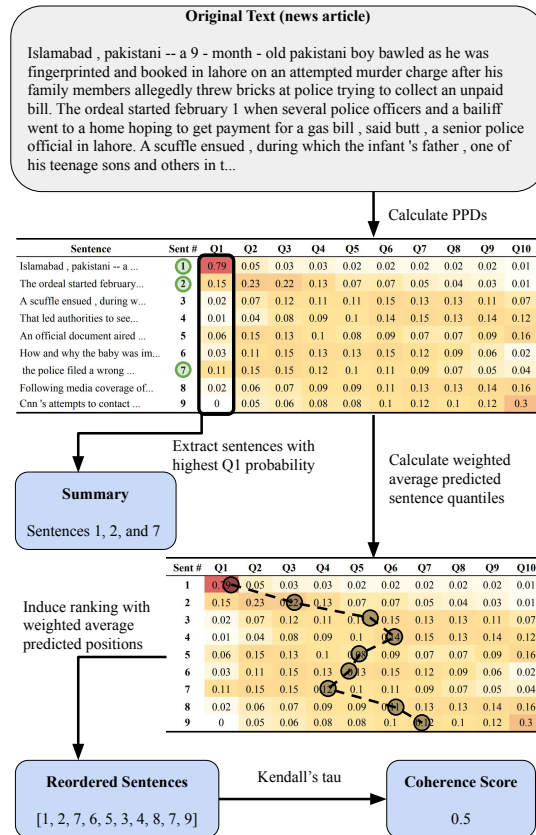 Original Text (news article)
Islamabad , pakistani -- a 9 - month - old pakistani boy bawled as he was
fingerprinted and booked in lahore on an attempted murder charge after his
family members allegedly threw bricks at police trying to collect an unpaid
bill. The ordeal started february 1 when several police officers and a bailiff
went to a home hoping to get payment for a gas bill , said butt , a senior police
official in lahore. A scuffle ensued , during which the infant 's father , one of
his teenage sons and others in t...
Calculate PPDs
Sentence Sent # Q1 Q2 Q3 Q4 Q5 Q6 Q7 Q8 Q9 Q10
Islamabad , pakistani -- a ... 1 0.79 0.05 0.03 0.03 0.02 0.02 0.02 0.02 0.02 0.01
The ordeal started february... 2 0.15 0.23 0.22 0.13 0.07 0.07 0.05 0.04 0.03 0.01
A scuffle ensued , during w... 3 0.02 0.07 0.12 0.11 0.11 0.15 0.13 0.13 0.11 0.07
That led authorities to see... 4 0.01 0.04 0.08 0.09 0.1 0.14 0.15 0.13 0.14 0.12
An official document aired ... 5 0.06 0.15 0.13 0.1 0.08 0.09 0.07 0.07 0.09 0.16
How and why the baby was im... 6 0.03 0.11 0.15 0.13 0.13 0.15 0.12 0.09 0.06 0.02
the police filed a wrong ... 7 0.11 0.15 0.15 0.12 0.1 0.11 0.09 0.07 0.05 0.04
Following media coverage of... 8 0.02 0.06 0.07 0.09 0.09 0.11 0.13 0.13 0.14 0.16
Cnn 's attempts to contact ... 9 0 0.05 0.06 0.08 0.08 0.1 0.12 0.1 0.12 0.3
Extract sentences with
highest Q1 probability
Calculate weighted
average predicted
sentence quantiles
Summary
Sentences 1, 2, and 7
Sent # Q1 Q2 Q3 Q4 Q5 Q6 Q7 Q8 Q9 Q10
1 0.79 0.05 0.03 0.03 0.02 0.02 0.02 0.02 0.02 0.01
2 0.15 0.23 0.22 0.13 0.07 0.07 0.05 0.04 0.03 0.01
3 0.02 0.07 0.12 0.11 0.11 0.15 0.13 0.13 0.11 0.07
4 0.01 0.04 0.08 0.09 0.1 0.14 0.15 0.13 0.14 0.12
5 0.06 0.15 0.13 0.1 0.08 0.09 0.07 0.07 0.09 0.16
6 0.03 0.11 0.15 0.13 0.13 0.15 0.12 0.09 0.06 0.02
7 0.11 0.15 0.15 0.12 0.1 0.11 0.09 0.07 0.05 0.04
8 0.02 0.06 0.07 0.09 0.09 0.11 0.13 0.13 0.14 0.16
9 0 0.05 0.06 0.08 0.08 0.1 0.12 0.1 0.12 0.3
Induce ranking with
weighted average
predicted positions
Reordered Sentences
[1, 2, 7, 6, 5, 3, 4, 8, 7, 9]
Kendall's tau
Coherence Score
0.5